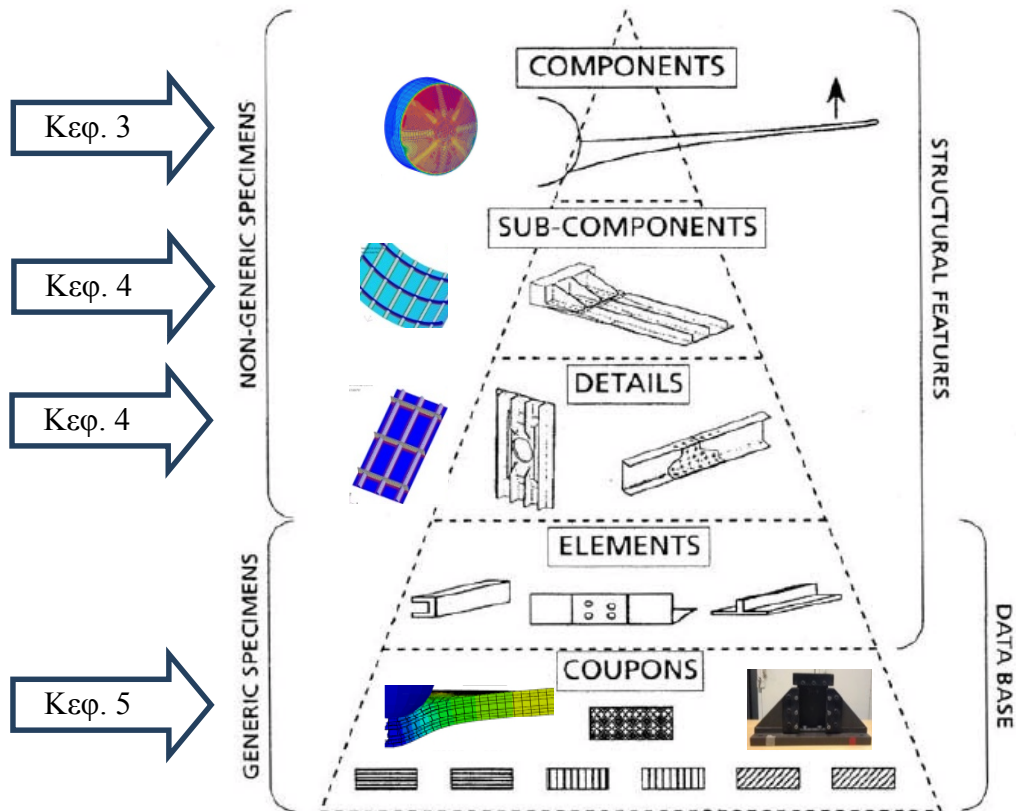 COMPONENTS
Κεφ. 3
NON-GENERIC SPECIMENS
STRUCTURAL FEATURES
SUB-COMPONENTS
Κεφ. 4
DETAILS
Κεφ. 4
ELEMENTS
GENERIC SPECIMENS
DATA BASE
COUPONS
Κεφ. 5